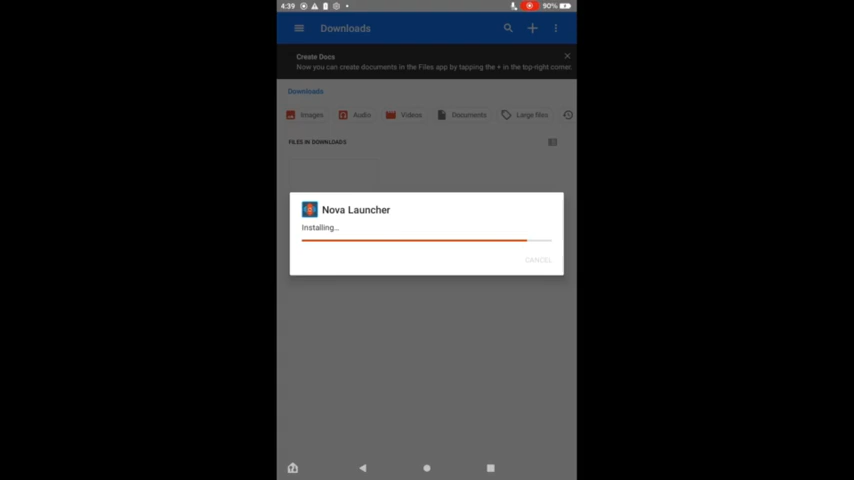 4:39
90%
Downloads
Create Docs
Now you can create documents in the Files app by tapping the + in the top-right corner.
Downloads
Images Audio Videos Documents Large files
FILES IN DOWNLOADS
Nova Launcher
Installing...
CANCEL